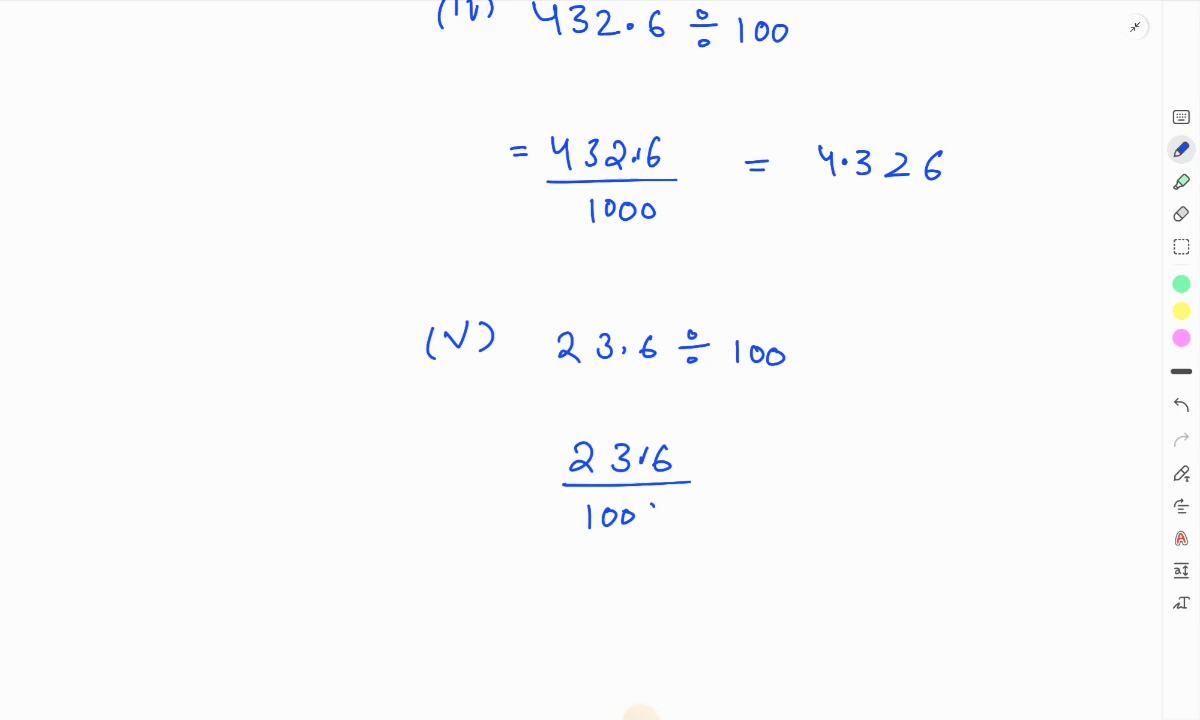 (iv) 432.6 ÷ 100
= 432.6 / 1000 = 4.326
(V) 23.6 ÷ 100
23.6 / 100